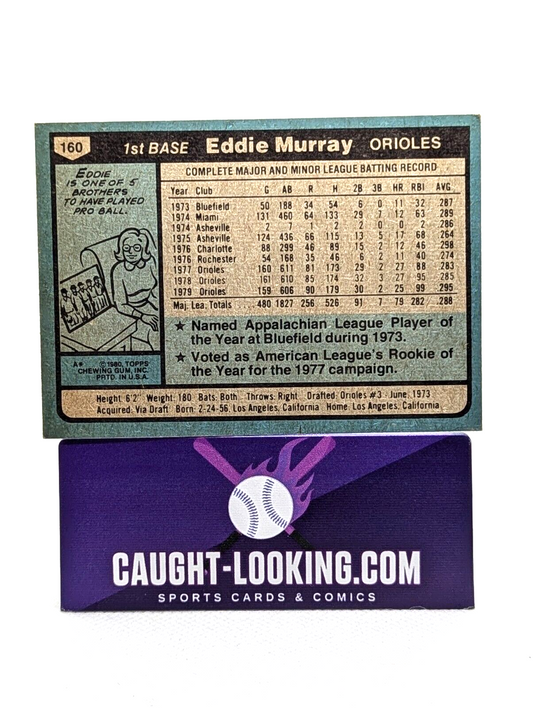 160 1st BASE Eddie Murray ORIOLES
EDDIE
IS ONE OF 5
BROTHERS
TO HAVE PLAYED
PRO BALL.
COMPLETE MAJOR AND MINOR LEAGUE BATTING RECORD
Year Club G AB R H 2B 3B HR RBI AVG.
1973 Bluefield 50 188 34 54 6 0 11 32 .287
1974 Miami 131 460 64 133 29 7 12 63 .289
1974 Asheville 2 7 1 2 2 0 0 2 .286
1975 Asheville 124 436 66 115 13 5 17 68 .264
1976 Charlotte 88 299 46 89 15 2 12 46 .298
1976 Rochester 54 168 35 46 6 2 11 40 .274
1977 Orioles 160 611 81 173 29 2 27 88 .283
1978 Orioles 161 610 85 174 32 3 27 95 .285
1979 Orioles 159 606 90 179 30 2 25 99 .295
Maj. Lea. Totals 480 1827 256 526 91 7 79 282 .288
★ Named Appalachian League Player of
the Year at Bluefield during 1973.
★ Voted as American League's Rookie of
the Year for the 1977 campaign.
A* ©1980, TOPPS
CHEWING GUM, INC.
PRTD. IN U.S.A.
Height: 6'2" Weight: 180 Bats: Both Throws: Right Drafted: Orioles #3 - June, 1973
Acquired: Via Draft Born: 2-24-56, Los Angeles, California Home: Los Angeles, California
CAUGHT-LOOKING.COM
SPORTS CARDS & COMICS